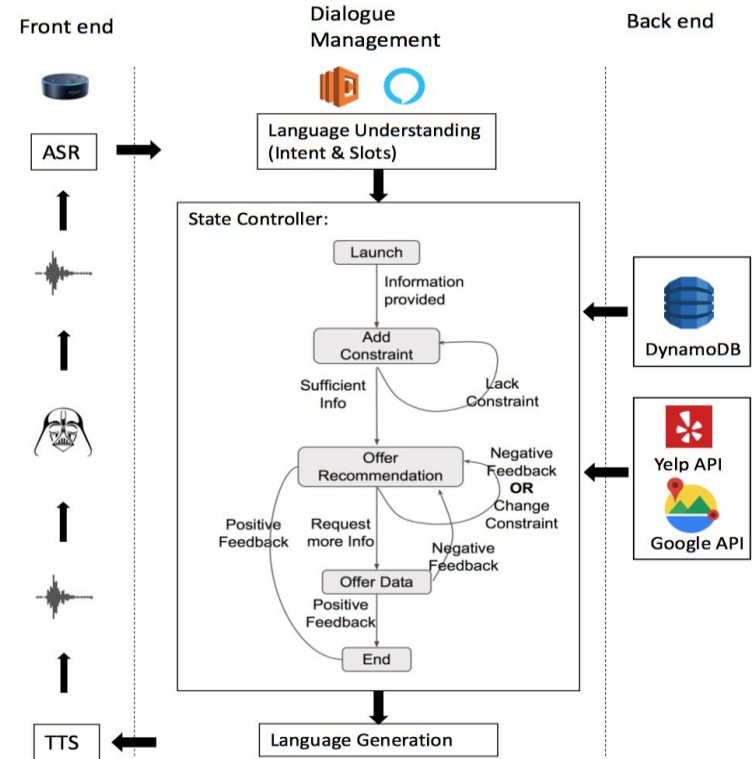 Front end
Dialogue
Management
Back end
ASR
Language Understanding
(Intent & Slots)
State Controller:
Launch
Information
provided
Add
Constraint
Sufficient
Info
Lack
Constraint
Offer
Recommendation
Negative
Feedback
OR
Change
Constraint
Positive
Feedback
Request
more Info
Negative
Feedback
Offer Data
Positive
Feedback
End
DynamoDB
Yelp API
Google API
TTS
Language Generation